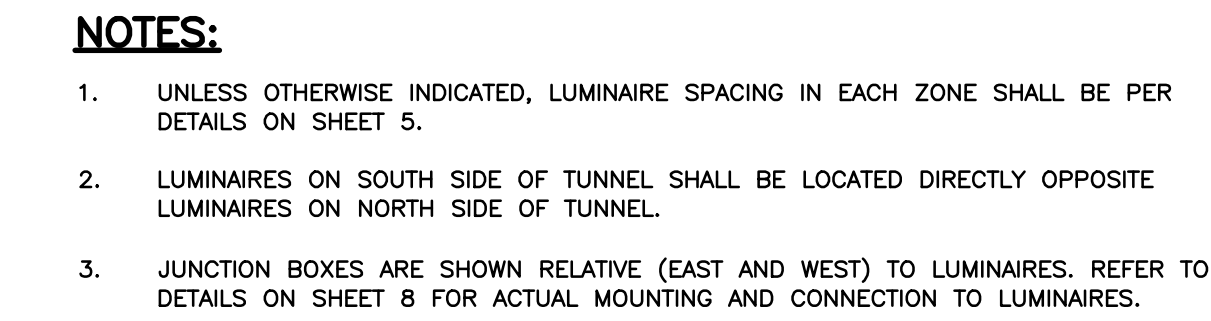 NOTES:
1. UNLESS OTHERWISE INDICATED, LUMINAIRE SPACING IN EACH ZONE SHALL BE PER
DETAILS ON SHEET 5.
2. LUMINAIRES ON SOUTH SIDE OF TUNNEL SHALL BE LOCATED DIRECTLY OPPOSITE
LUMINAIRES ON NORTH SIDE OF TUNNEL.
3. JUNCTION BOXES ARE SHOWN RELATIVE (EAST AND WEST) TO LUMINAIRES. REFER TO
DETAILS ON SHEET 8 FOR ACTUAL MOUNTING AND CONNECTION TO LUMINAIRES.